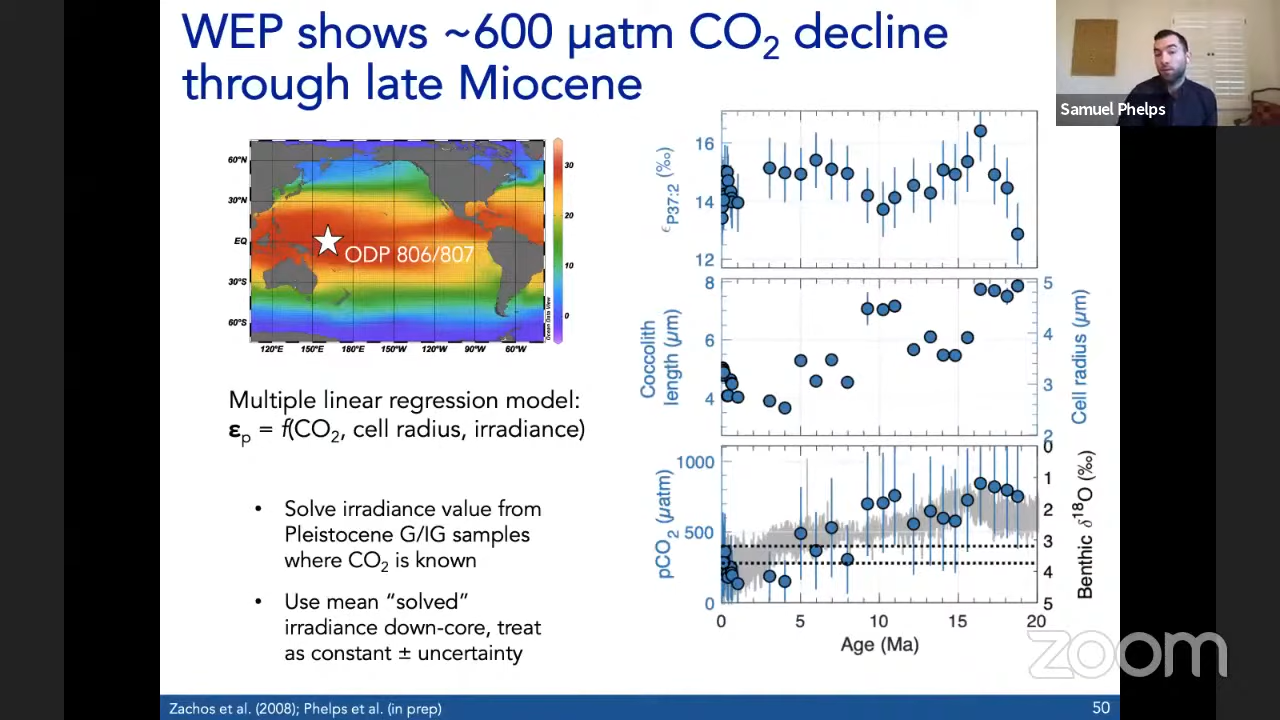 WEP shows ~600 µatm CO₂ decline
through late Miocene
Samuel Phelps
60°N
30°N
EQ
30°S
60°S
120°E
150°E
180°E
150°W
120°W
90°W
60°W
30
20
10
0
Ocean Data View
ODP 806/807
Multiple linear regression model:
εp = f(CO₂, cell radius, irradiance)
• Solve irradiance value from
Pleistocene G/IG samples
where CO₂ is known
• Use mean “solved”
irradiance down-core, treat
as constant ± uncertainty
εP37:2 (‰)
16
14
12
Coccolith
length (µm)
8
6
4
5
4
3
2
Cell radius (µm)
pCO₂ (µatm)
1000
500
0
0
1
2
3
4
5
Benthic δ¹⁸O (‰)
0
5
10
15
20
Age (Ma)
zoom
Zachos et al. (2008); Phelps et al. (in prep)
50